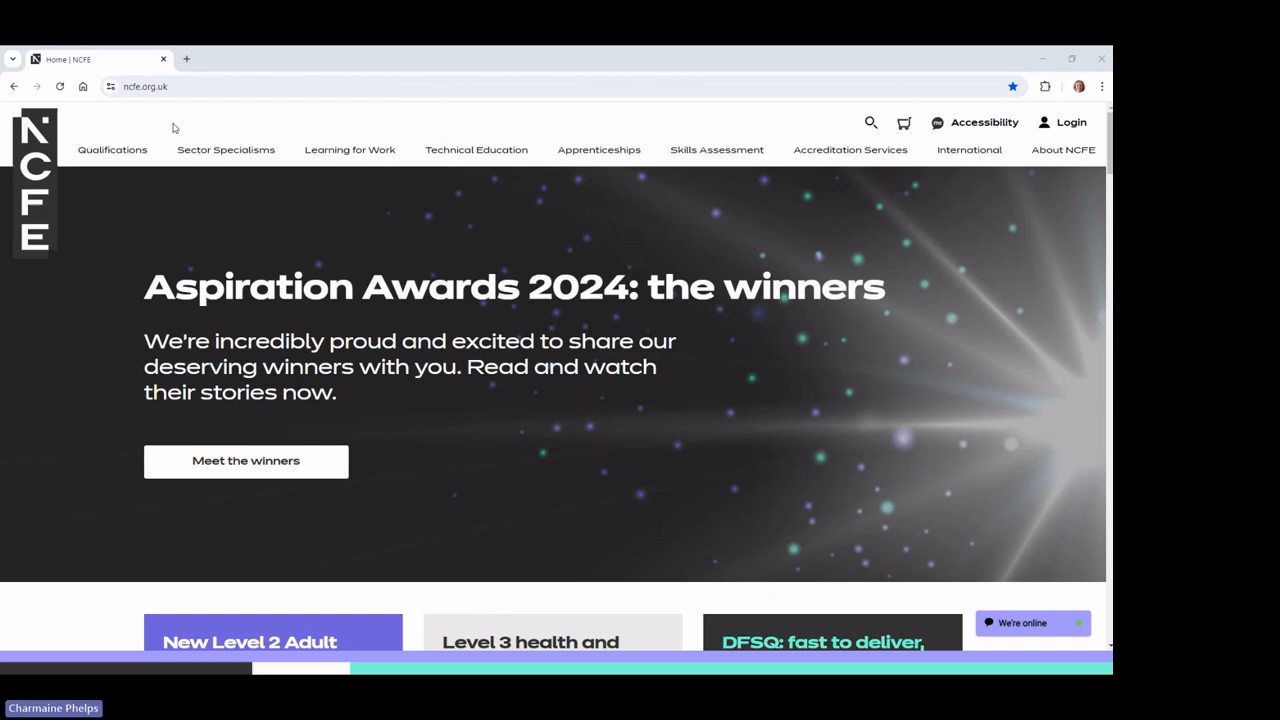 Home | NCFE
ncfe.org.uk
N
C
F
E
me Accessibility
Login
Qualifications
Sector Specialisms
Learning for Work
Technical Education
Apprenticeships
Skills Assessment
Accreditation Services
International
About NCFE
Aspiration Awards 2024: the winners
We're incredibly proud and excited to share our
deserving winners with you. Read and watch
their stories now.
Meet the winners
New Level 2 Adult
Level 3 health and
DFSQ: fast to deliver,
We're online
Charmaine Phelps